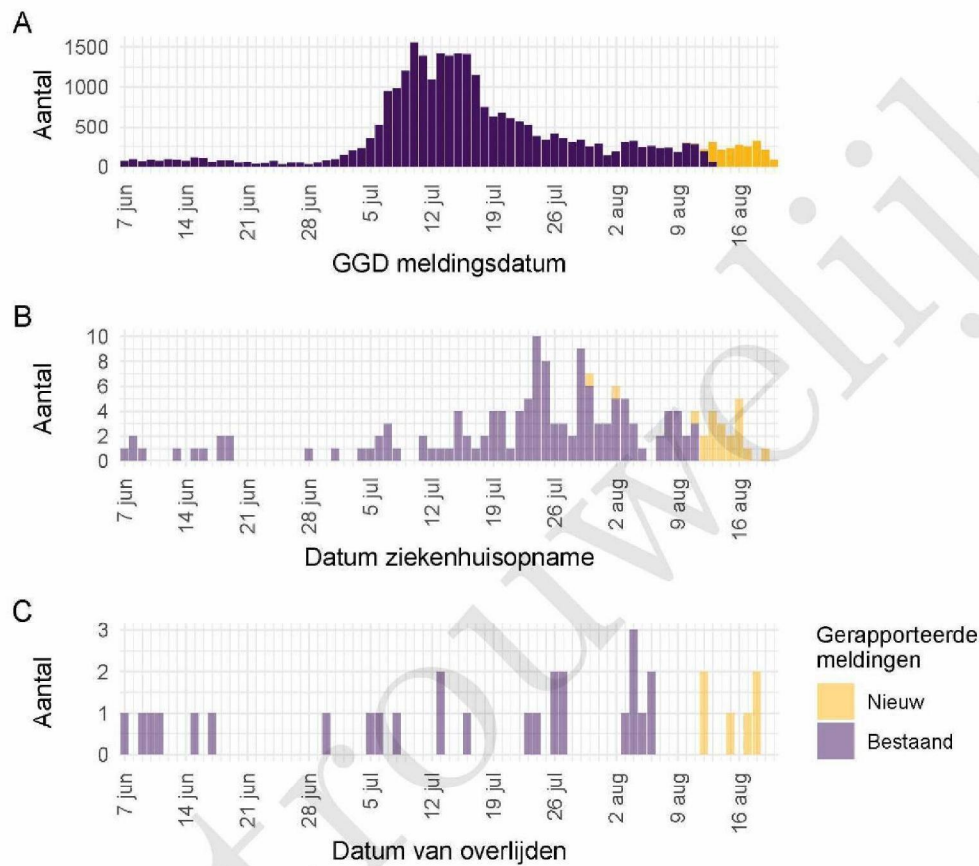 A
Aantal
1500
1000
500
0
7 jun
14 jun
21 jun
28 jun
5 jul
12 jul
19 jul
26 jul
2 aug
9 aug
16 aug
GGD meldingsdatum
B
Aantal
10
8
6
4
2
0
7 jun
14 jun
21 jun
28 jun
5 jul
12 jul
19 jul
26 jul
2 aug
9 aug
16 aug
Datum ziekenhuisopname
C
Aantal
3
2
1
0
7 jun
14 jun
21 jun
28 jun
5 jul
12 jul
19 jul
26 jul
2 aug
9 aug
16 aug
Datum van overlijden
Gerapporteerde
meldingen
Nieuw
Bestaand
trouwelijk